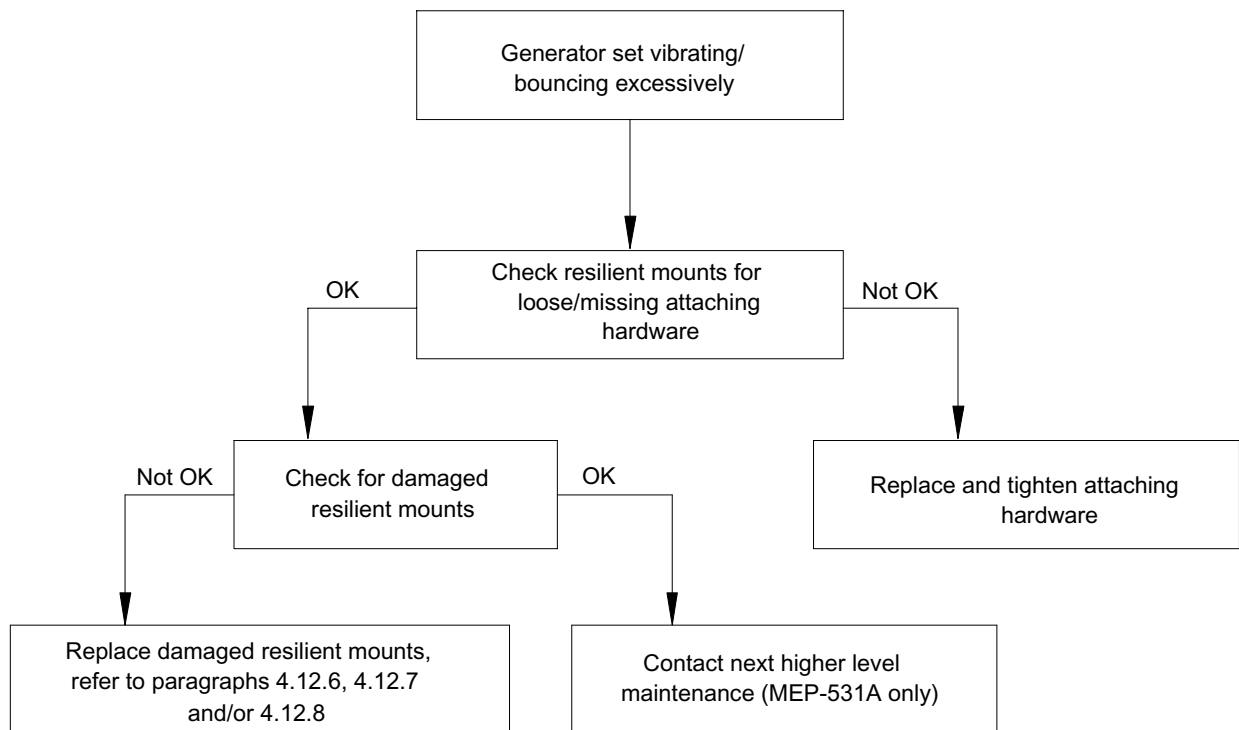 Generator set vibrating/
bouncing excessively
Check resilient mounts for
loose/missing attaching
hardware
OK
Not OK
Check for damaged
resilient mounts
Not OK
OK
Replace and tighten attaching
hardware
Replace damaged resilient mounts,
refer to paragraphs 4.12.6, 4.12.7
and/or 4.12.8
Contact next higher level
maintenance (MEP-531A only)